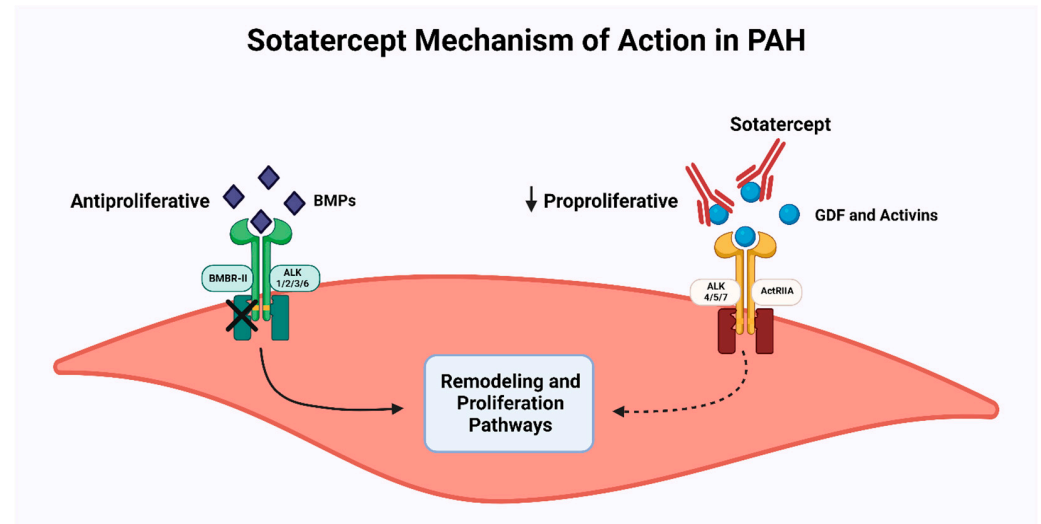 Sotatercept Mechanism of Action in PAH
Sotatercept
Antiproliferative
BMPs
Proproliferative
GDF and Activins
BMBR-II
ALK
1/2/3/6
ALK
4/5/7
ActRIIA
Remodeling and
Proliferation
Pathways